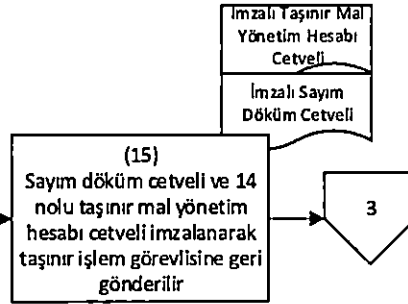 İmzalı Taşınır Mal
Yönetim Hesabı
Cetveli
İmzalı Sayım
Döküm Cetveli
(15)
Sayım döküm cetveli ve 14
nolu taşınır mal yönetim
hesabı cetveli imzalanarak
taşınır işlem görevlisine geri
gönderilir
3